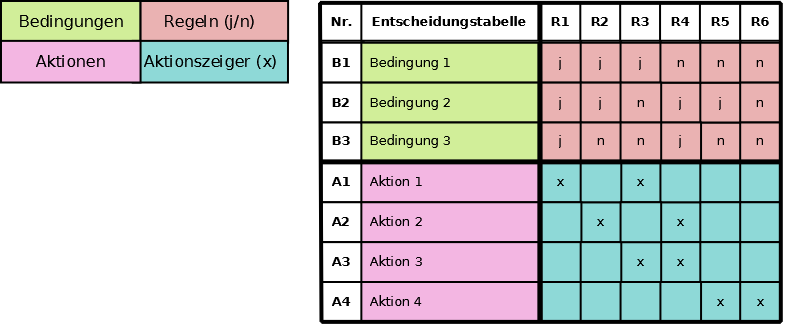 Bedingungen Regeln (j/n)
Aktionen Aktionszeiger (x)
Nr. Entscheidungstabelle R1 R2 R3 R4 R5 R6
B1 Bedingung 1 j j j n n n
B2 Bedingung 2 j j n j j n
B3 Bedingung 3 j n n j n n
A1 Aktion 1 x x
A2 Aktion 2 x x
A3 Aktion 3 x x
A4 Aktion 4 x x